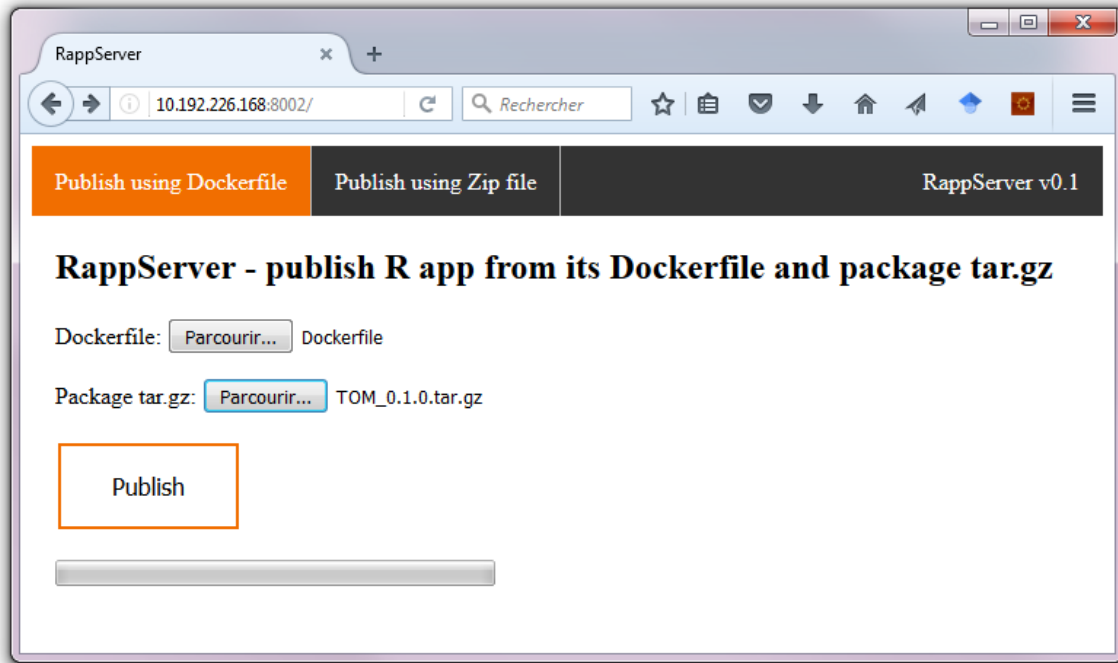 RappServer
10.192.226.168:8002/ Rechercher
Publish using Dockerfile Publish using Zip file RappServer v0.1
RappServer - publish R app from its Dockerfile and package tar.gz
Dockerfile: Parcourir... Dockerfile
Package tar.gz: Parcourir... TOM_0.1.0.tar.gz
Publish